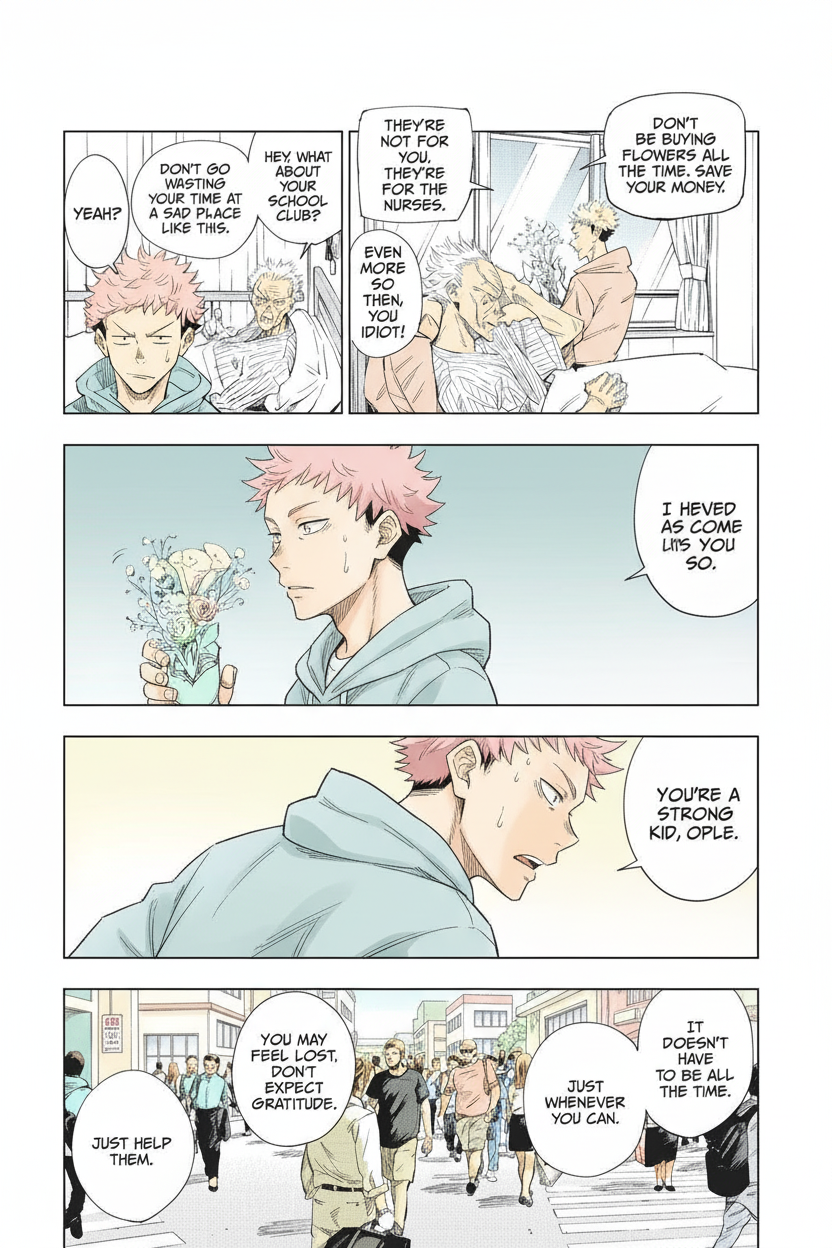 DON'T
BE BUYING
FLOWERS ALL
THE TIME. SAVE
YOUR MONEY.
THEY'RE
NOT FOR
YOU.
THEY'RE
FOR THE
NURSES.
EVEN
MORE
SO
THEN,
YOU
IDIOT!
HEY, WHAT
ABOUT
YOUR
SCHOOL
CLUB?
DON'T GO
WASTING
YOUR TIME AT
A SAD PLACE
LIKE THIS.
YEAH?
I HEVED
AS COME
YOU
SO.
YOU'RE A
STRONG
KID, OPLE.
IT
DOESN'T
HAVE
TO BE ALL
THE TIME.
JUST
WHENEVER
YOU CAN.
YOU MAY
FEEL LOST,
DON'T
EXPECT
GRATITUDE.
JUST HELP
THEM.